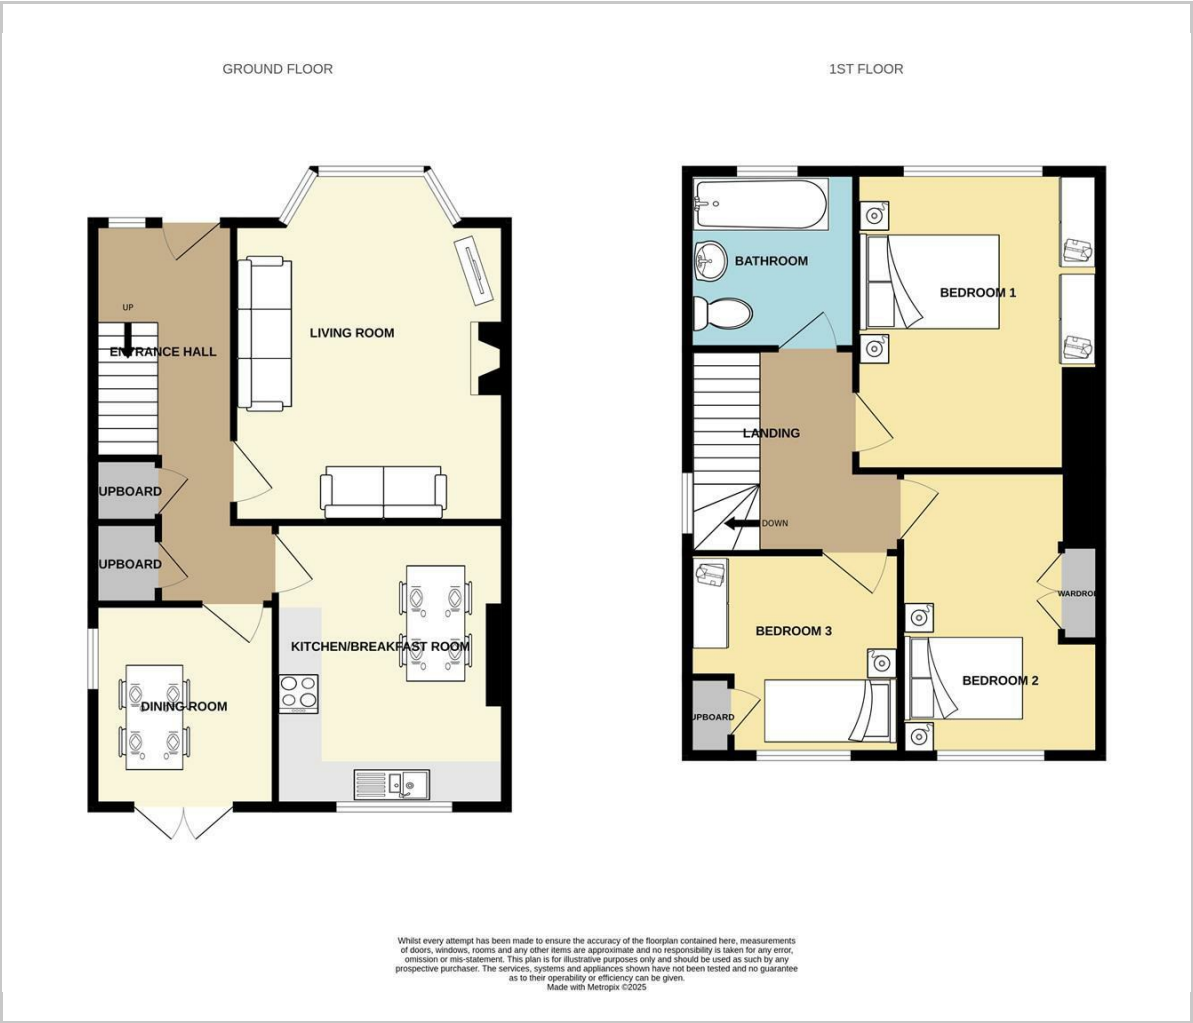 GROUND FLOOR
1ST FLOOR
UP
ENTRANCE HALL
LIVING ROOM
UPBOARD
UPBOARD
KITCHEN/BREAKFAST ROOM
DINING ROOM
BATHROOM
BEDROOM 1
LANDING
DOWN
WARDROB
BEDROOM 3
BEDROOM 2
UPBOARD
Whilst every attempt has been made to ensure the accuracy of the floorplan contained here, measurements
of doors, windows, rooms and any other items are approximate and no responsibility is taken for any error,
omission or mis-statement. This plan is for illustrative purposes only and should be used as such by any
prospective purchaser. The services, systems and appliances shown have not been tested and no guarantee
as to their operability or efficiency can be given.
Made with Metropix ©2025